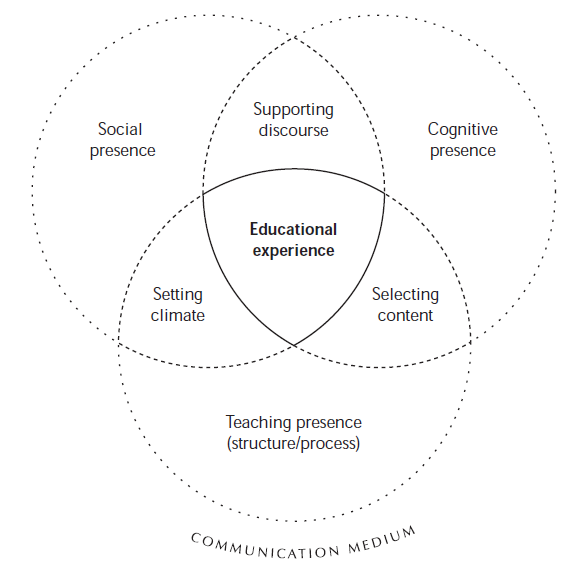 Supporting
discourse
Social
presence
Cognitive
presence
Educational
experience
Setting
climate
Selecting
content
Teaching presence
(structure/process)
COMMUNICATION MEDIUM